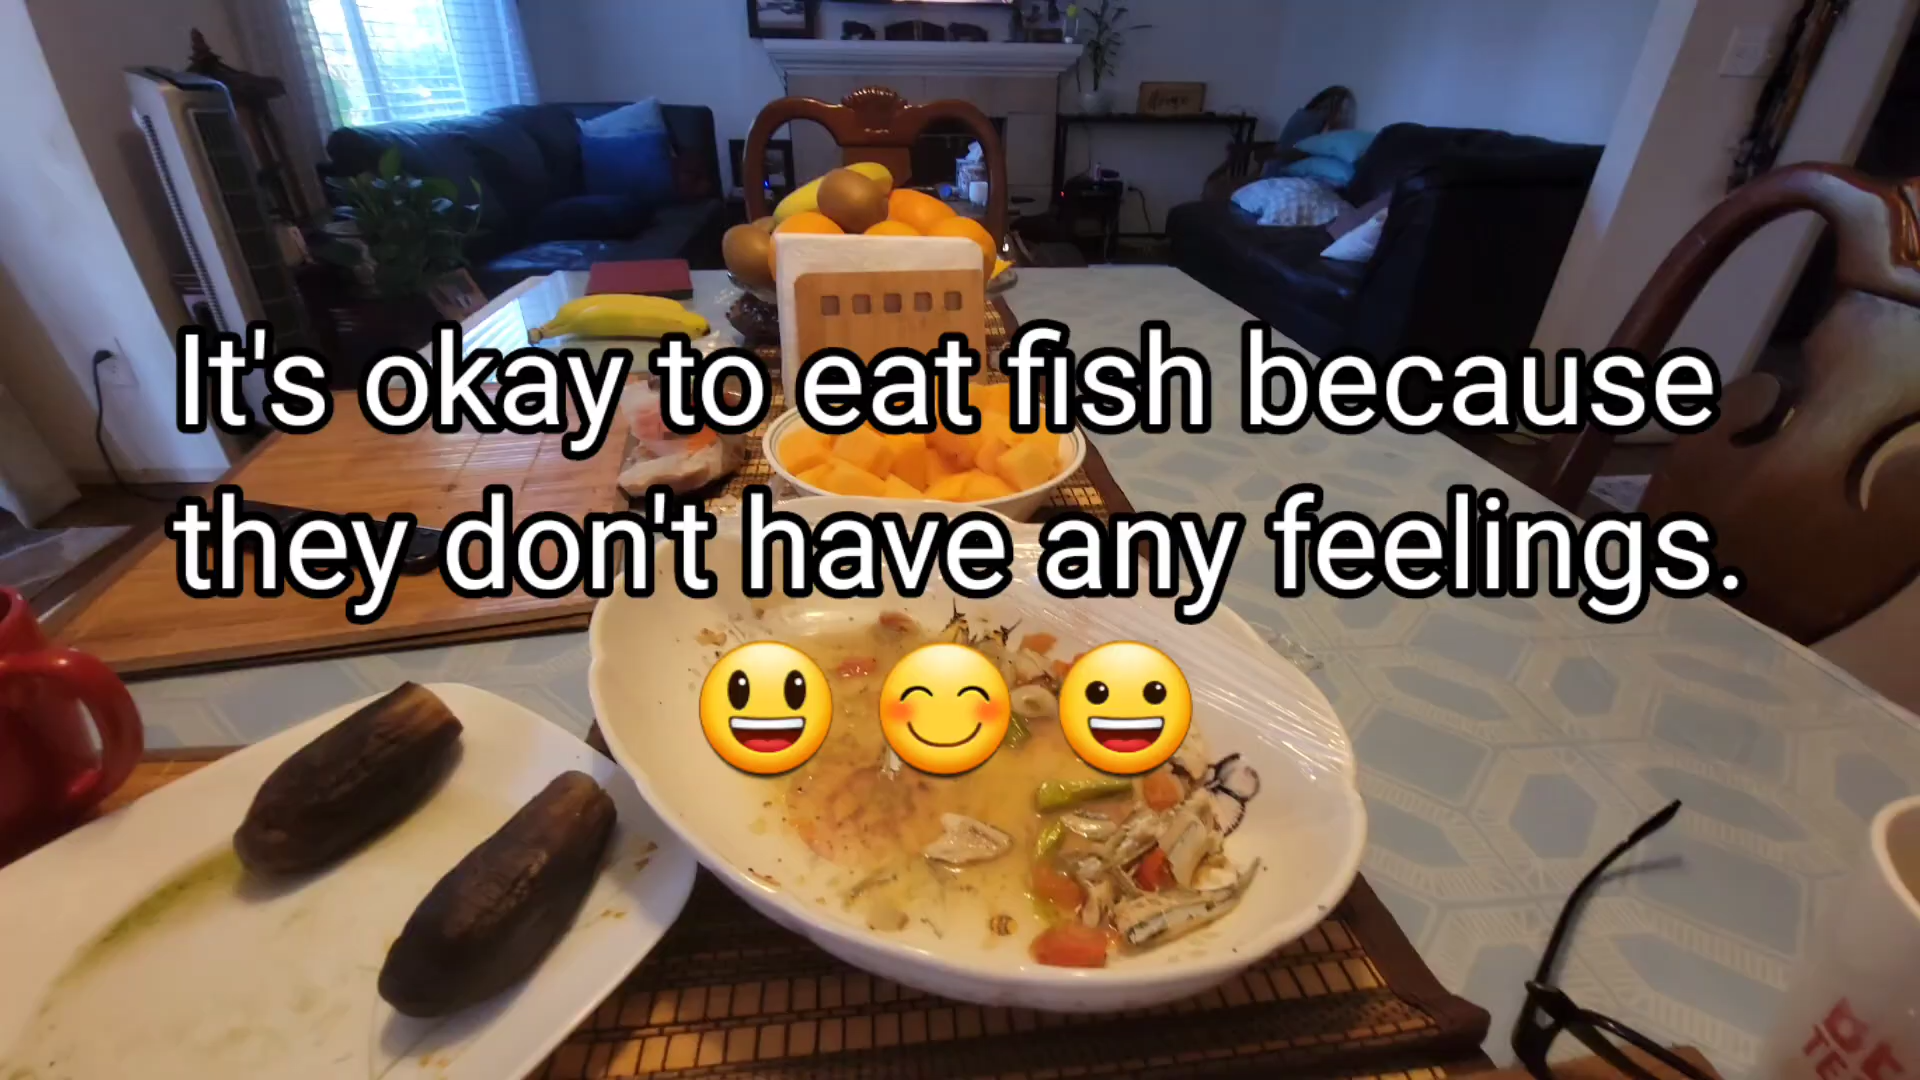 It's okay to eat fish because
they don't have any feelings.
😃 😊 😀